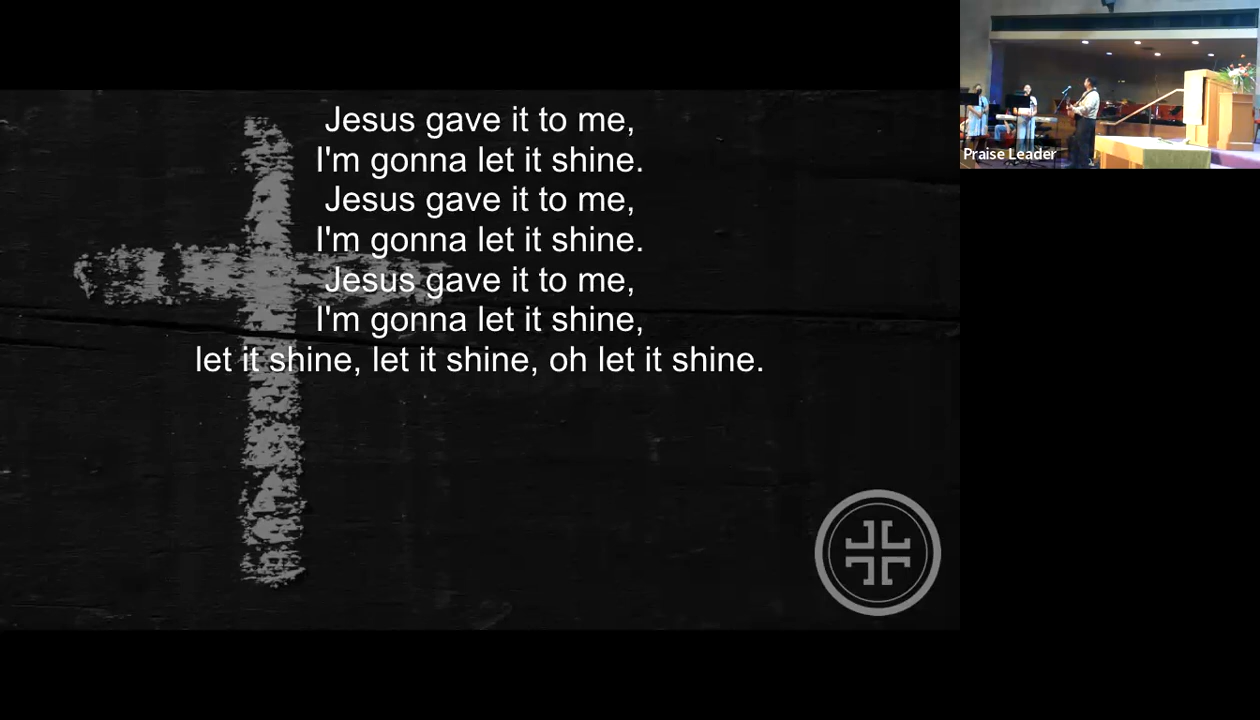 Jesus gave it to me,
I'm gonna let it shine.
Jesus gave it to me,
I'm gonna let it shine.
Jesus gave it to me,
I'm gonna let it shine,
let it shine, let it shine, oh let it shine.
Praise Leader